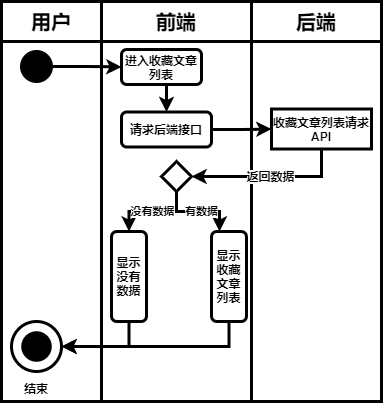 用户
前端
后端
进入收藏文章
列表
请求后端接口
收藏文章列表请求
API
返回数据
没有数据
有数据
显示
没有
数据
显示
收藏
文章
列表
结束